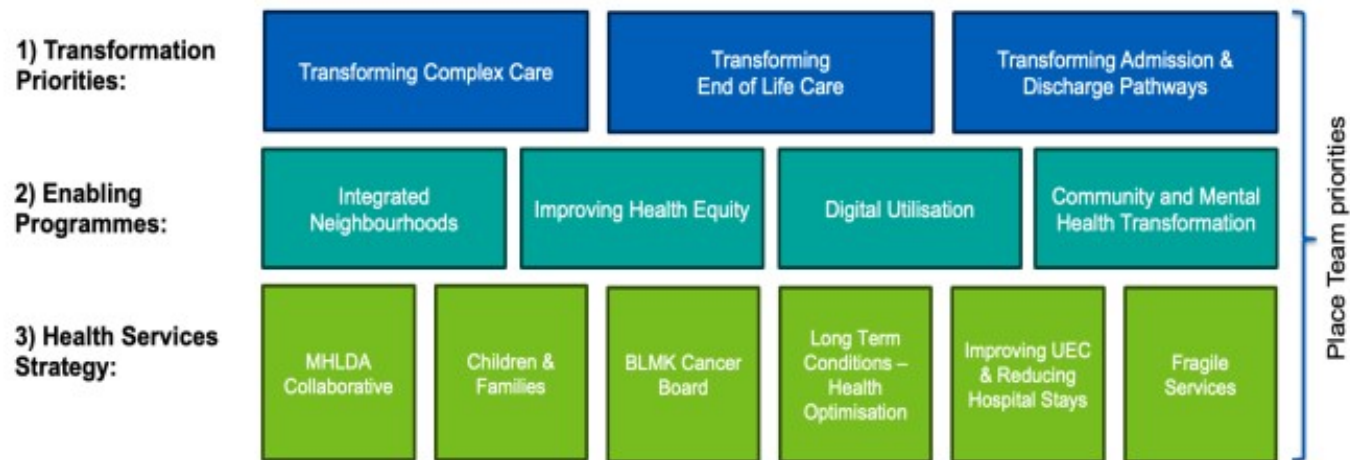 1) Transformation
Priorities:
Transforming Complex Care
Transforming
End of Life Care
Transforming Admission &
Discharge Pathways
2) Enabling
Programmes:
Integrated
Neighbourhoods
Improving Health Equity
Digital Utilisation
Community and Mental
Health Transformation
3) Health Services
Strategy:
MHLDA
Collaborative
Children &
Families
BLMK Cancer
Board
Long Term
Conditions –
Health
Optimisation
Improving UEC
& Reducing
Hospital Stays
Fragile
Services
Place Team priorities